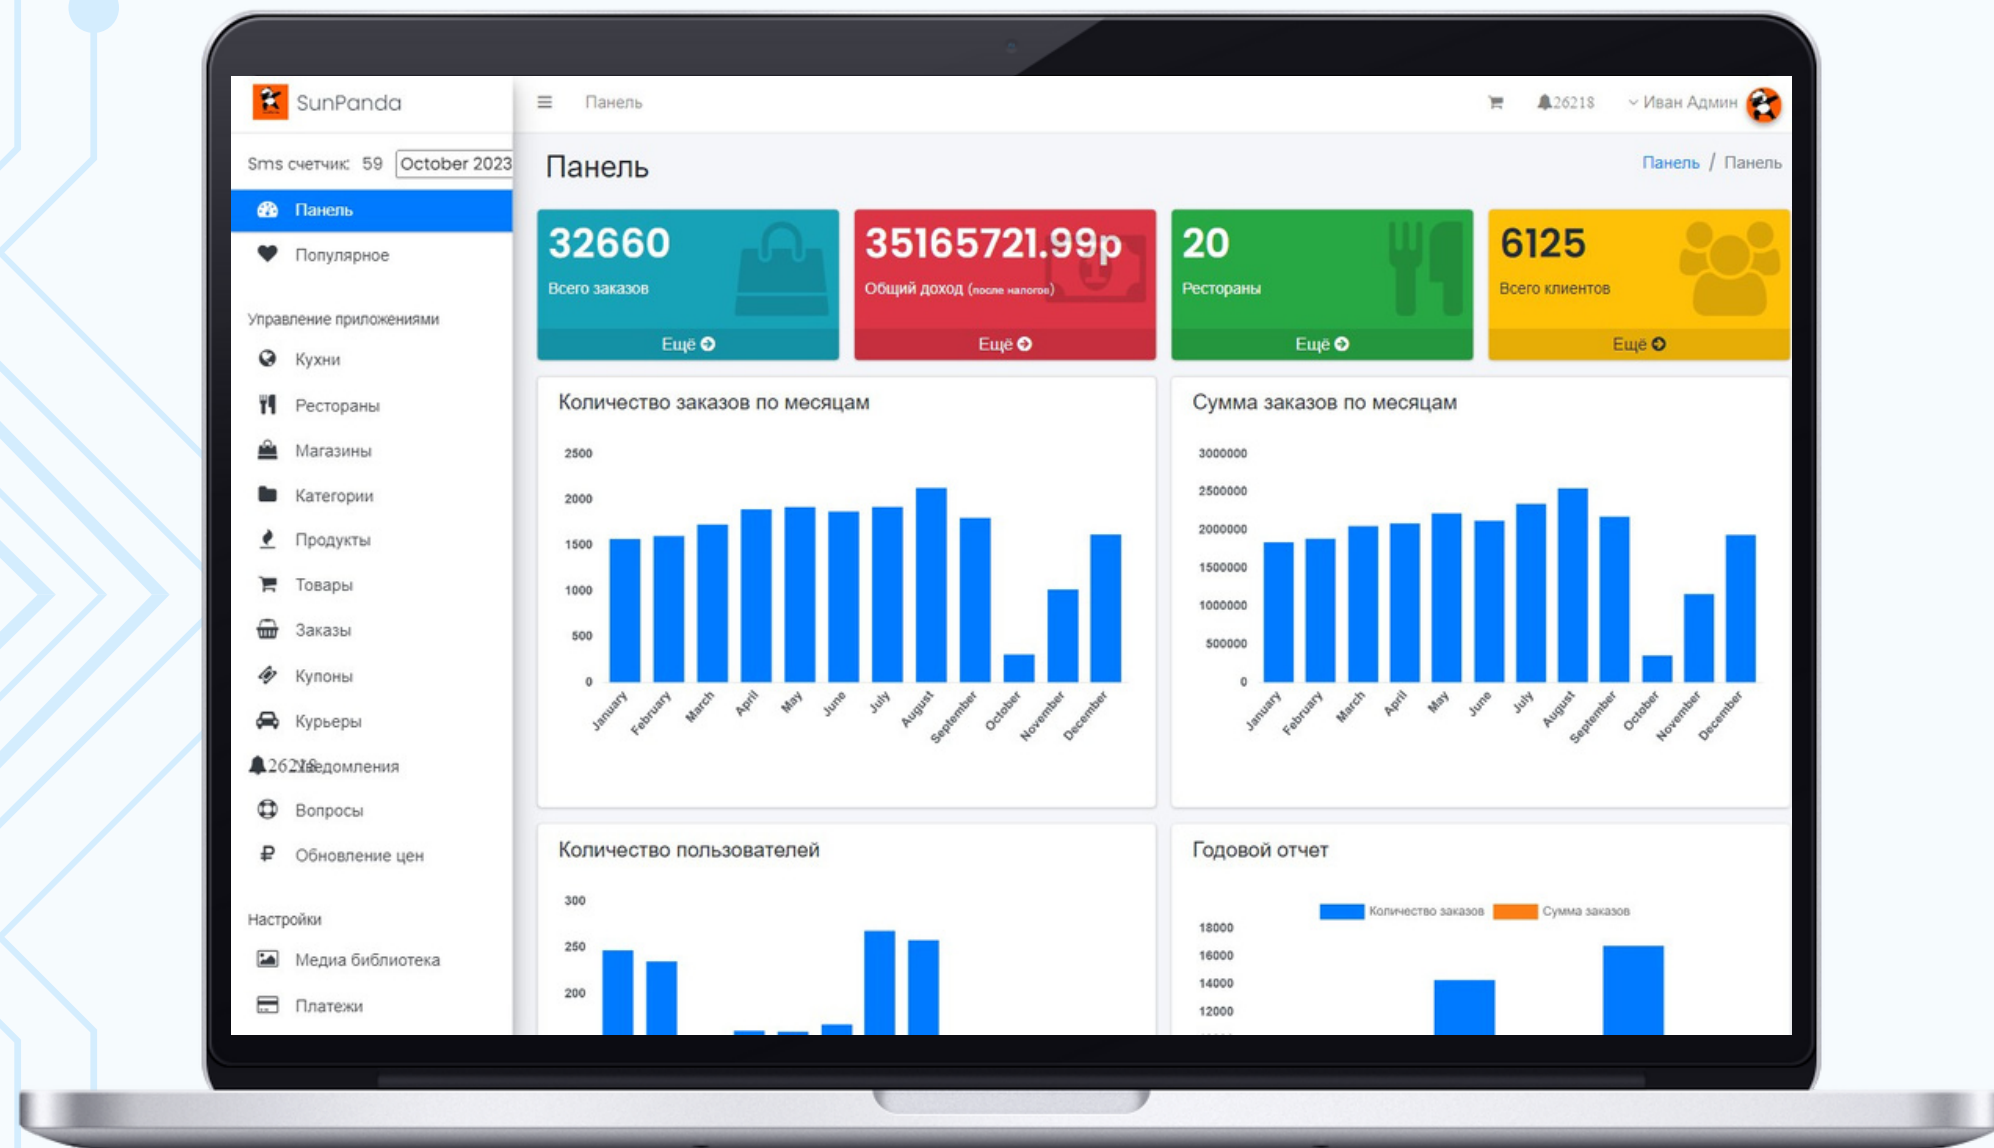 SunPanda
Панель
26218
Иван Админ
Sms счетчик: 59 October 2023
Панель
Панель / Панель
Панель
Популярное
Управление приложениями
Кухни
Рестораны
Магазины
Категории
Продукты
Товары
Заказы
Купоны
Курьеры
26218
Уведомления
Вопросы
Обновление цен
Настройки
Медиа библиотека
Платежи
32660
Всего заказов
Ещё
35165721.99р
Общий доход (после налогов)
Ещё
20
Рестораны
Ещё
6125
Всего клиентов
Ещё
Количество заказов по месяцам
2500
2000
1500
1000
500
0
January February March April May June July August September October November December
Сумма заказов по месяцам
3000000
2500000
2000000
1500000
1000000
500000
0
January February March April May June July August September October November December
Количество пользователей
300
250
200
Годовой отчет
Количество заказов Сумма заказов
18000
16000
14000
12000